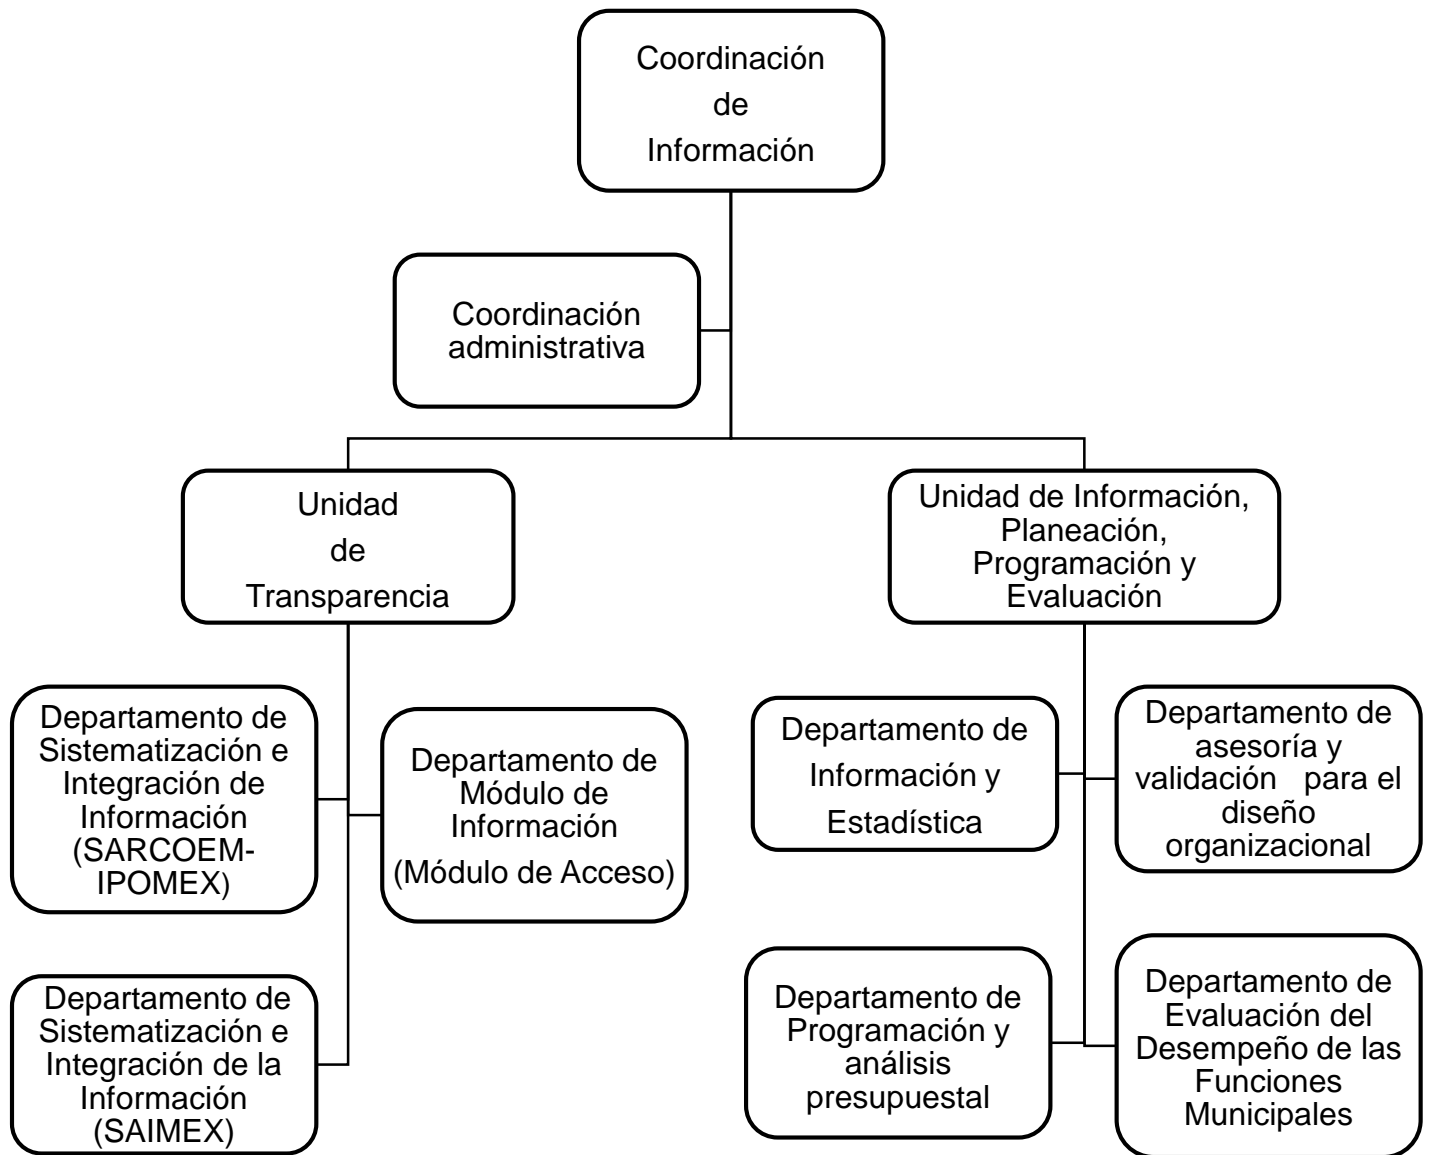 Coordinación
de
Información
Coordinación
administrativa
Unidad
de
Transparencia
Unidad de Información,
Planeación,
Programación y
Evaluación
Departamento de
Sistematización e
Integración de
Información
(SARCOEM-
IPOMEX)
Departamento de
Módulo de
Información
(Módulo de Acceso)
Departamento de
Información y
Estadística
Departamento de
asesoría y
validación   para el
diseño
organizacional
Departamento de
Sistematización e
Integración de la
Información
(SAIMEX)
Departamento de
Programación y
análisis
presupuestal
Departamento de
Evaluación del
Desempeño de las
Funciones
Municipales